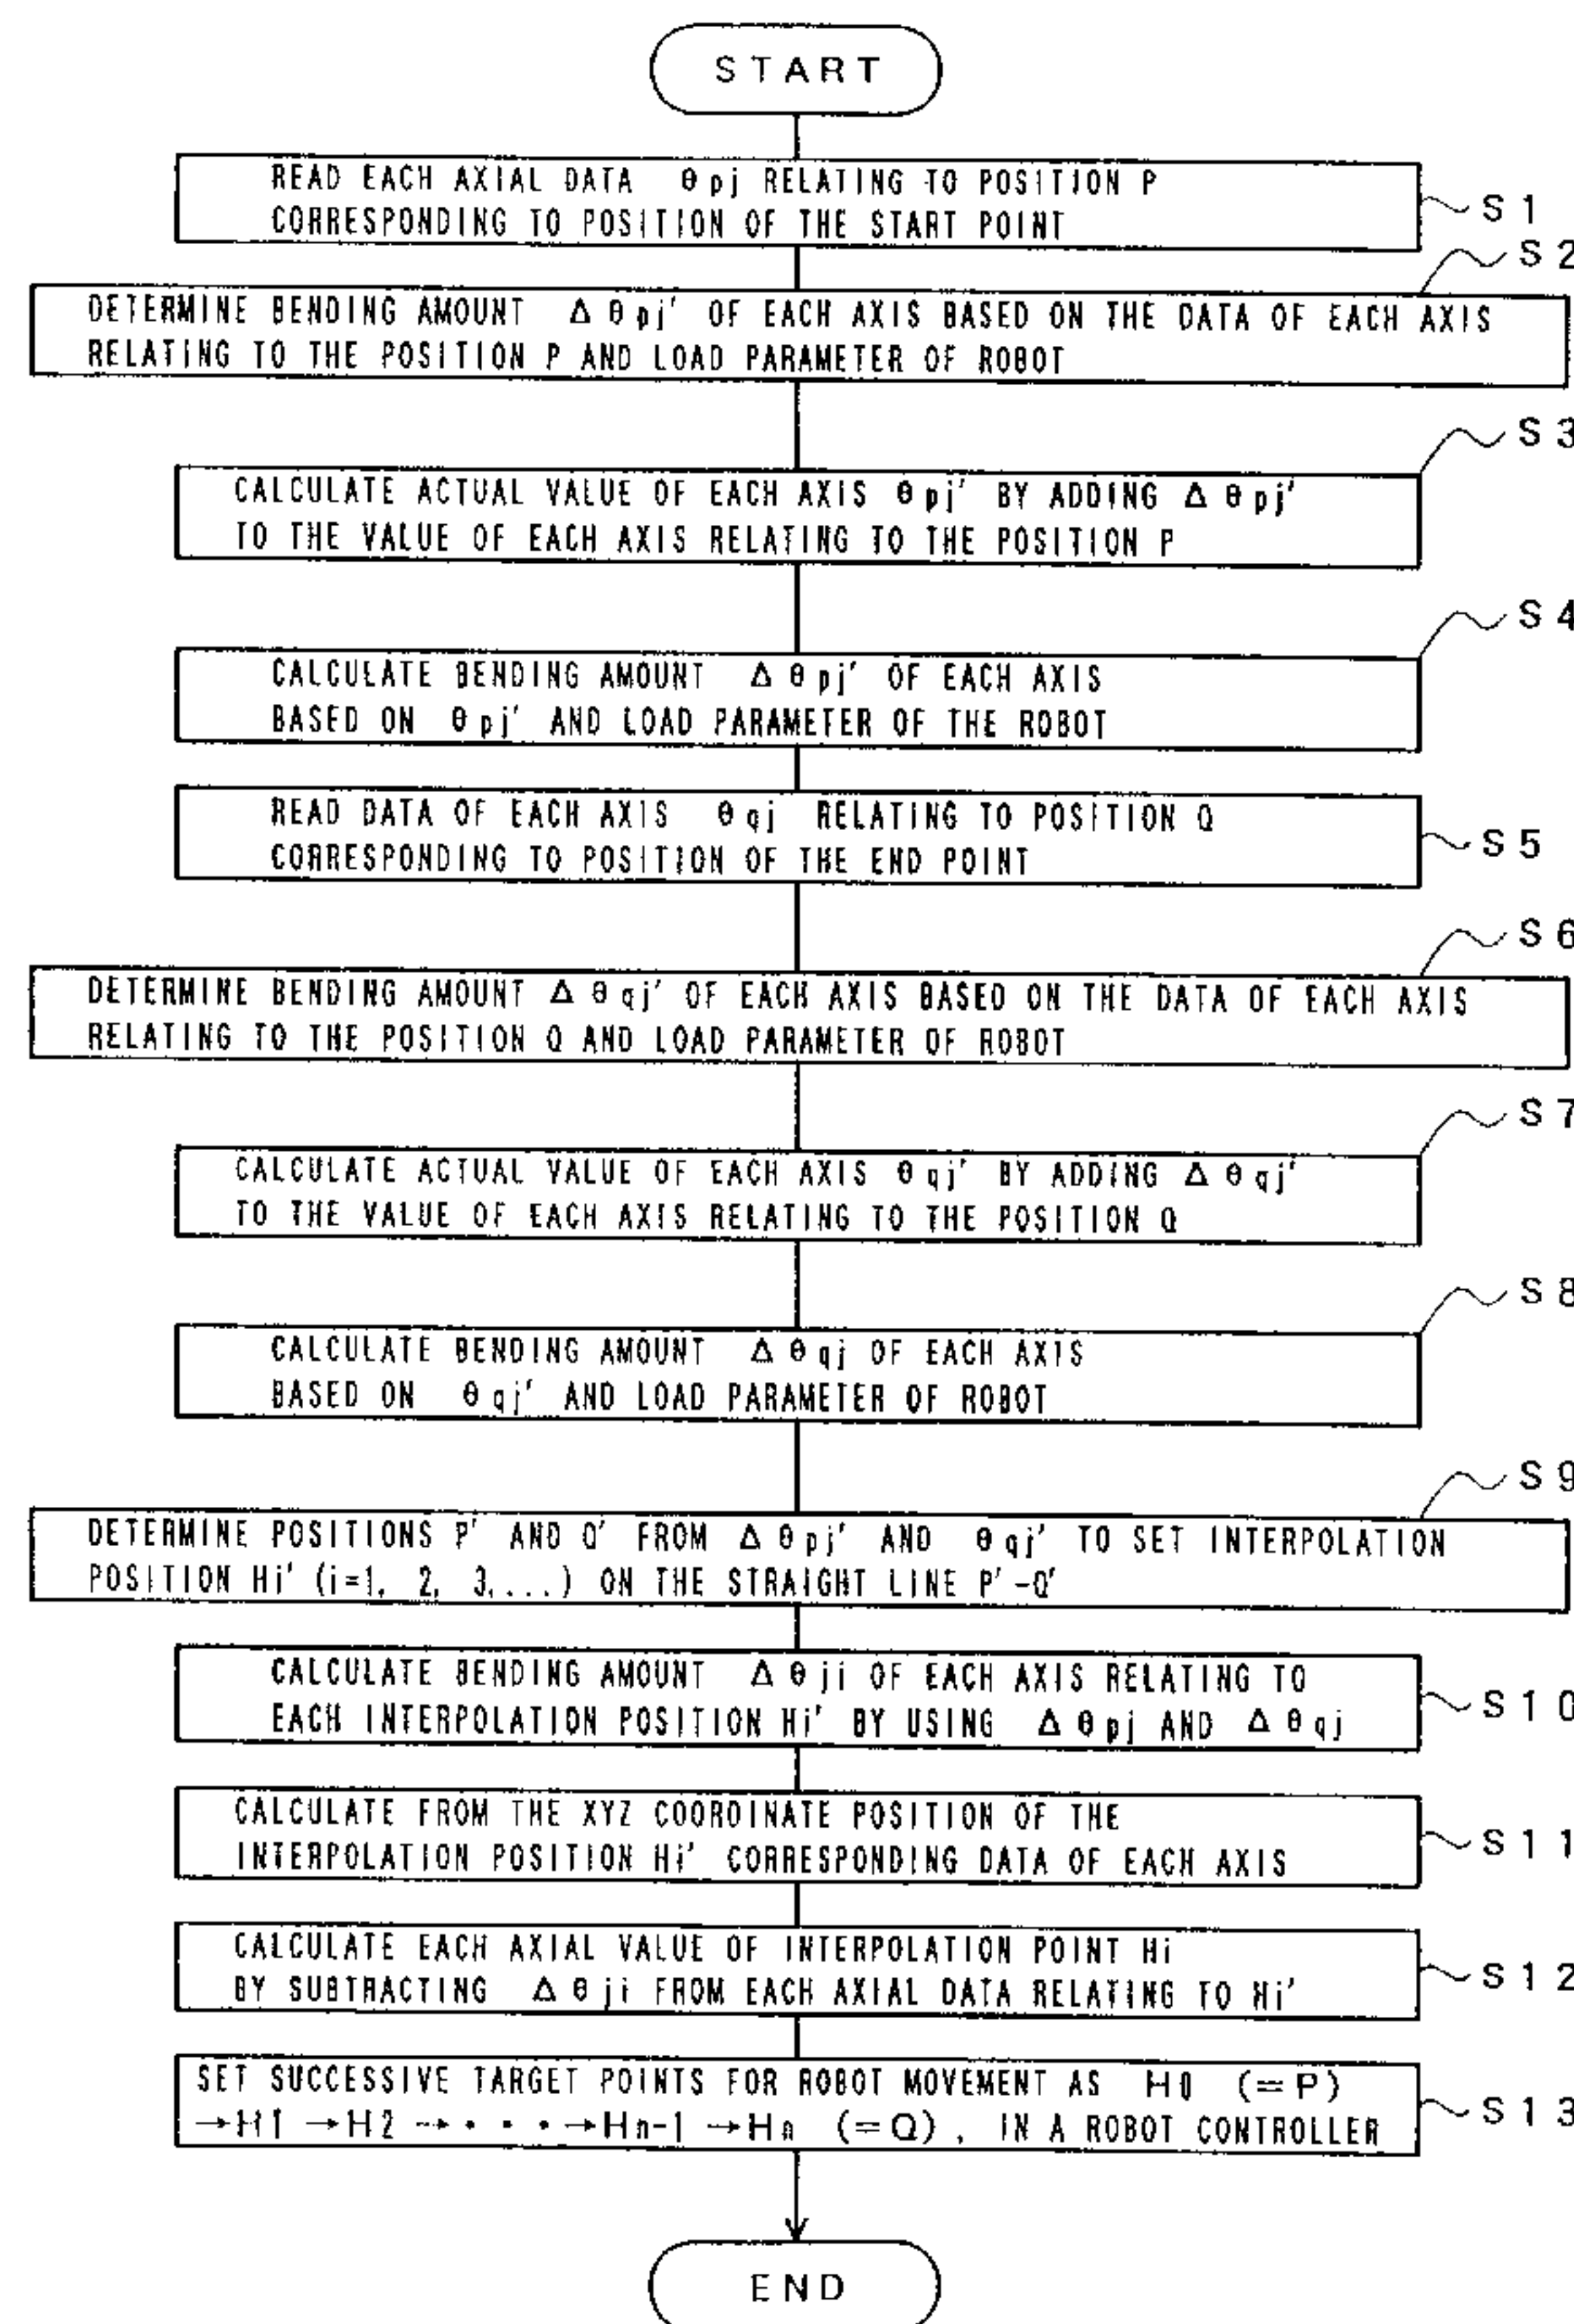 START
READ EACH AXIAL DATA θpj RELATING TO POSITION P
CORRESPONDING TO POSITION OF THE START POINT
S1
S2
DETERMINE BENDING AMOUNT Δθpj' OF EACH AXIS BASED ON THE DATA OF EACH AXIS
RELATING TO THE POSITION P AND LOAD PARAMETER OF ROBOT
S3
CALCULATE ACTUAL VALUE OF EACH AXIS θpj' BY ADDING Δθpj'
TO THE VALUE OF EACH AXIS RELATING TO THE POSITION P
S4
CALCULATE BENDING AMOUNT Δθpj' OF EACH AXIS
BASED ON θpj' AND LOAD PARAMETER OF THE ROBOT
READ DATA OF EACH AXIS θqj RELATING TO POSITION Q
CORRESPONDING TO POSITION OF THE END POINT
S5
S6
DETERMINE BENDING AMOUNT Δθqj' OF EACH AXIS BASED ON THE DATA OF EACH AXIS
RELATING TO THE POSITION Q AND LOAD PARAMETER OF ROBOT
S7
CALCULATE ACTUAL VALUE OF EACH AXIS θqj' BY ADDING Δθqj'
TO THE VALUE OF EACH AXIS RELATING TO THE POSITION Q
S8
CALCULATE BENDING AMOUNT Δθqj OF EACH AXIS
BASED ON θqj' AND LOAD PARAMETER OF ROBOT
S9
DETERMINE POSITIONS P' AND Q' FROM Δθpj' AND θqj' TO SET INTERPOLATION
POSITION Hi' (i=1, 2, 3,...) ON THE STRAIGHT LINE P'-Q'
CALCULATE BENDING AMOUNT Δθji OF EACH AXIS RELATING TO
EACH INTERPOLATION POSITION Hi' BY USING Δθpj AND Δθqj
S10
CALCULATE FROM THE XYZ COORDINATE POSITION OF THE
INTERPOLATION POSITION Hi' CORRESPONDING DATA OF EACH AXIS
S11
CALCULATE EACH AXIAL VALUE OF INTERPOLATION POINT Hi
BY SUBTRACTING Δθji FROM EACH AXIAL DATA RELATING TO Hi'
S12
SET SUCCESSIVE TARGET POINTS FOR ROBOT MOVEMENT AS H0 (=P)
→H1 →H2 →・・・→Hn-1 →Hn (=Q), IN A ROBOT CONTROLLER
S13
END